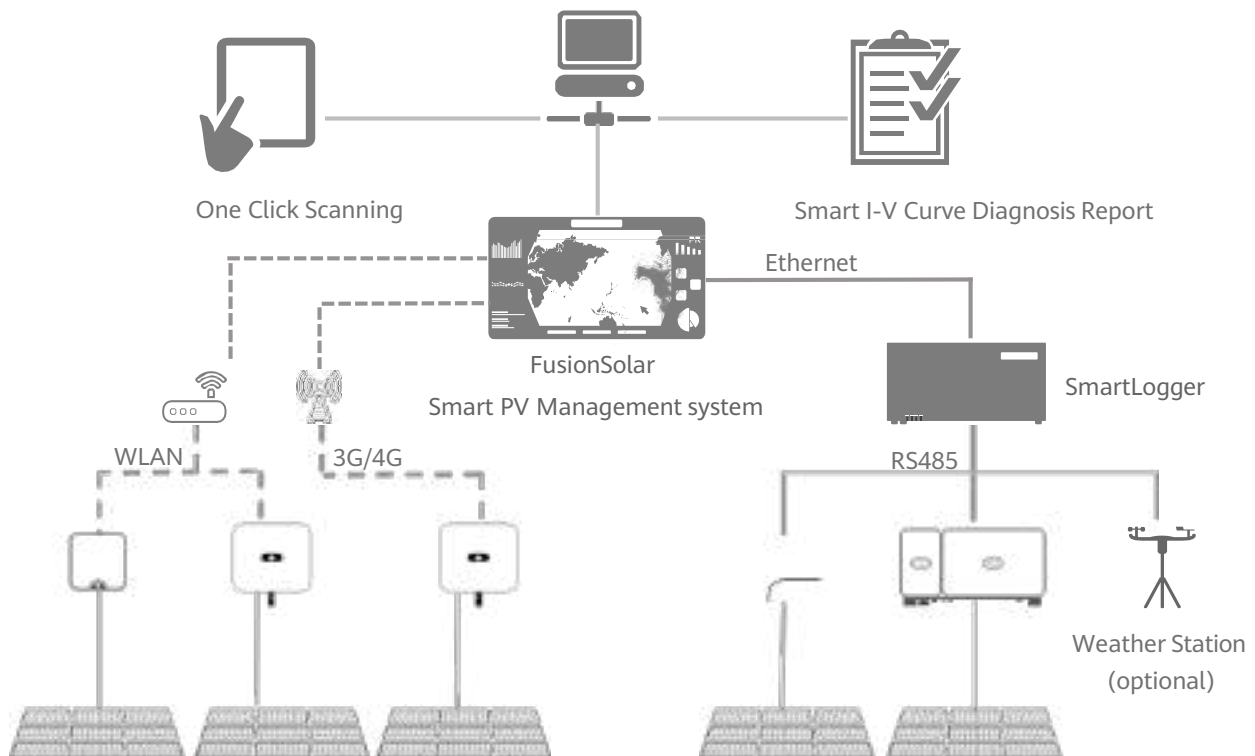 One Click Scanning
Smart I-V Curve Diagnosis Report
Ethernet
FusionSolar
Smart PV Management system
SmartLogger
WLAN
3G/4G
RS485
Weather Station
(optional)